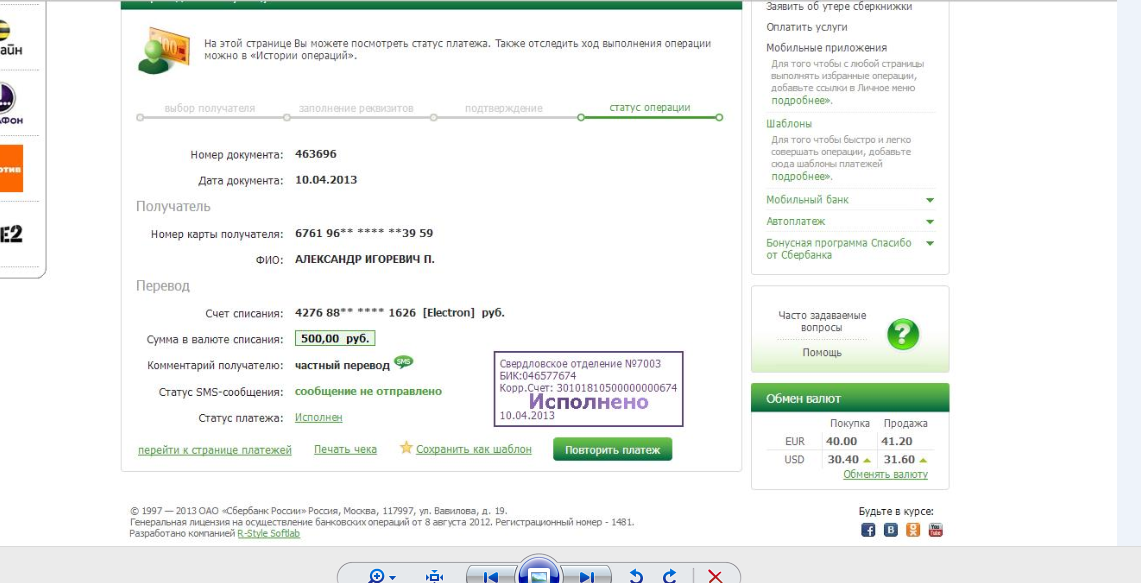 На этой странице Вы можете посмотреть статус платежа. Также отследить ход выполнения операции
можно в «Истории операций».
выбор получателя
заполнение реквизитов
подтверждение
статус операции
Номер документа: 463696
Дата документа: 10.04.2013
Получатель
Номер карты получателя: 6761 96** **** **39 59
ФИО: АЛЕКСАНДР ИГОРЕВИЧ П.
Перевод
Счет списания: 4276 88** **** 1626 [Electron] руб.
Сумма в валюте списания: 500,00 руб.
Комментарий получателю: частный перевод SMS
Статус SMS-сообщения: сообщение не отправлено
Статус платежа: Исполнен
Свердловское отделение №7003
БИК:046577674
Корр.Счет: 30101810500000000674
Исполнено
10.04.2013
перейти к странице платежей
Печать чека
Сохранить как шаблон
Повторить платеж
Заявить об утере сберкнижки
Оплатить услуги
Мобильные приложения
Для того чтобы с любой страницы
выполнять избранные операции,
добавьте ссылки в Личное меню
подробнее».
Шаблоны
Для того чтобы быстро и легко
совершать операции, добавьте
сюда шаблоны платежей
подробнее».
Мобильный банк
Автоплатеж
Бонусная программа Спасибо
от Сбербанка
Часто задаваемые
вопросы
Помощь
?
Обмен валют
Покупка Продажа
EUR 40.00 41.20
USD 30.40 31.60
Обменять валюту
© 1997 — 2013 ОАО «Сбербанк России» Россия, Москва, 117997, ул. Вавилова, д. 19.
Генеральная лицензия на осуществление банковских операций от 8 августа 2012. Регистрационный номер - 1481.
Разработано компанией R-Style Softlab
Будьте в курсе: